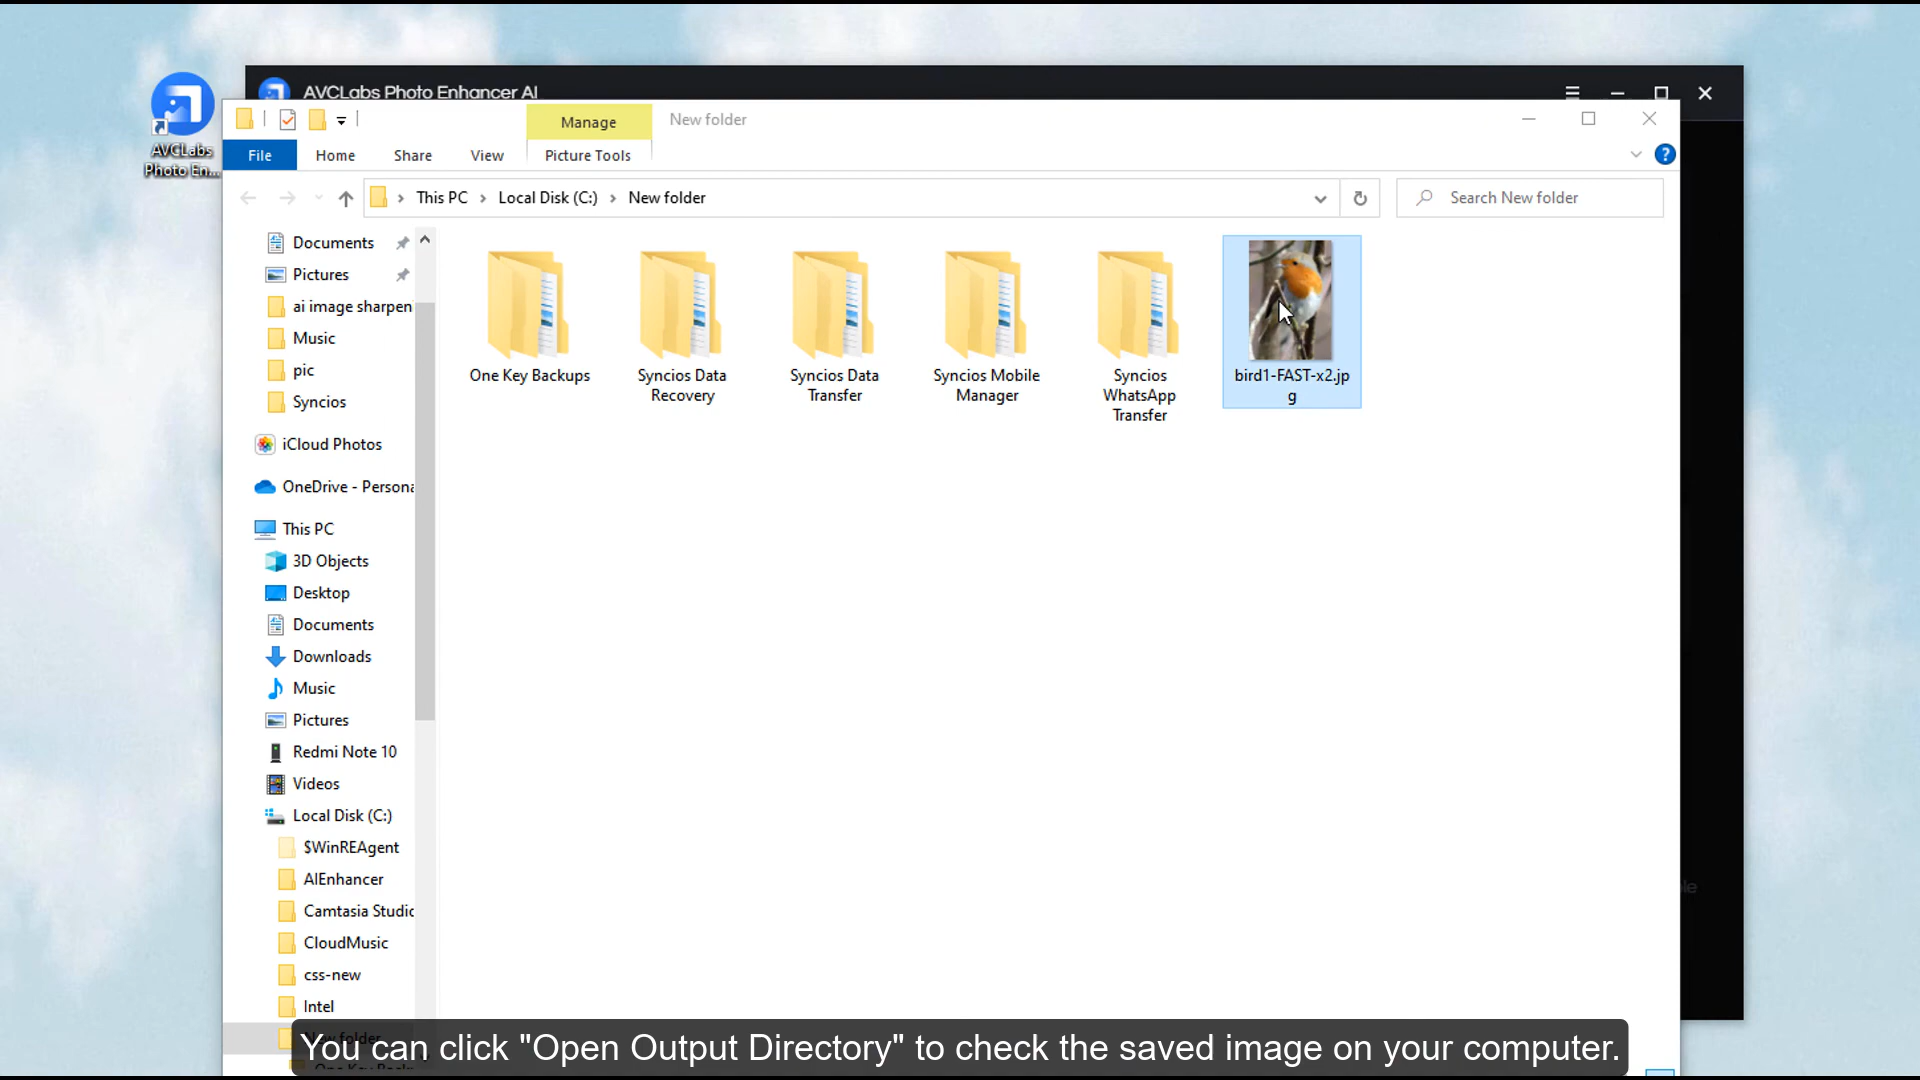 AVCLabs Photo Enhancer AI
AVCLabs
Photo En...
Manage
New folder
File
Home
Share
View
Picture Tools
This PC
Local Disk (C:)
New folder
Search New folder
Documents
Pictures
ai image sharpen
Music
pic
Syncios
iCloud Photos
OneDrive - Persona
This PC
3D Objects
Desktop
Documents
Downloads
Music
Pictures
Redmi Note 10
Videos
Local Disk (C:)
$WinREAgent
AIEnhancer
Camtasia Studio
CloudMusic
css-new
Intel
New folder
One Key Backups
Syncios Data
Recovery
Syncios Data
Transfer
Syncios Mobile
Manager
Syncios
WhatsApp
Transfer
bird1-FAST-x2.jp
g
You can click "Open Output Directory" to check the saved image on your computer.